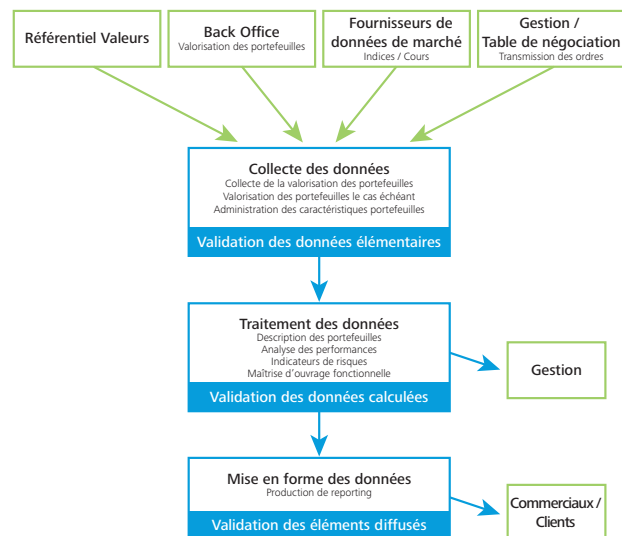 Référentiel Valeurs
Back Office
Valorisation des portefeuilles
Fournisseurs de
données de marché
Indices / Cours
Gestion /
Table de négociation
Transmission des ordres
Collecte des données
Collecte de la valorisation des portefeuilles
Valorisation des portefeuilles le cas échéant
Administration des caractéristiques portefeuilles
Validation des données élémentaires
Traitement des données
Description des portefeuilles
Analyse des performances
Indicateurs de risques
Maîtrise d'ouvrage fonctionnelle
Validation des données calculées
Gestion
Mise en forme des données
Production de reporting
Validation des éléments diffusés
Commerciaux /
Clients